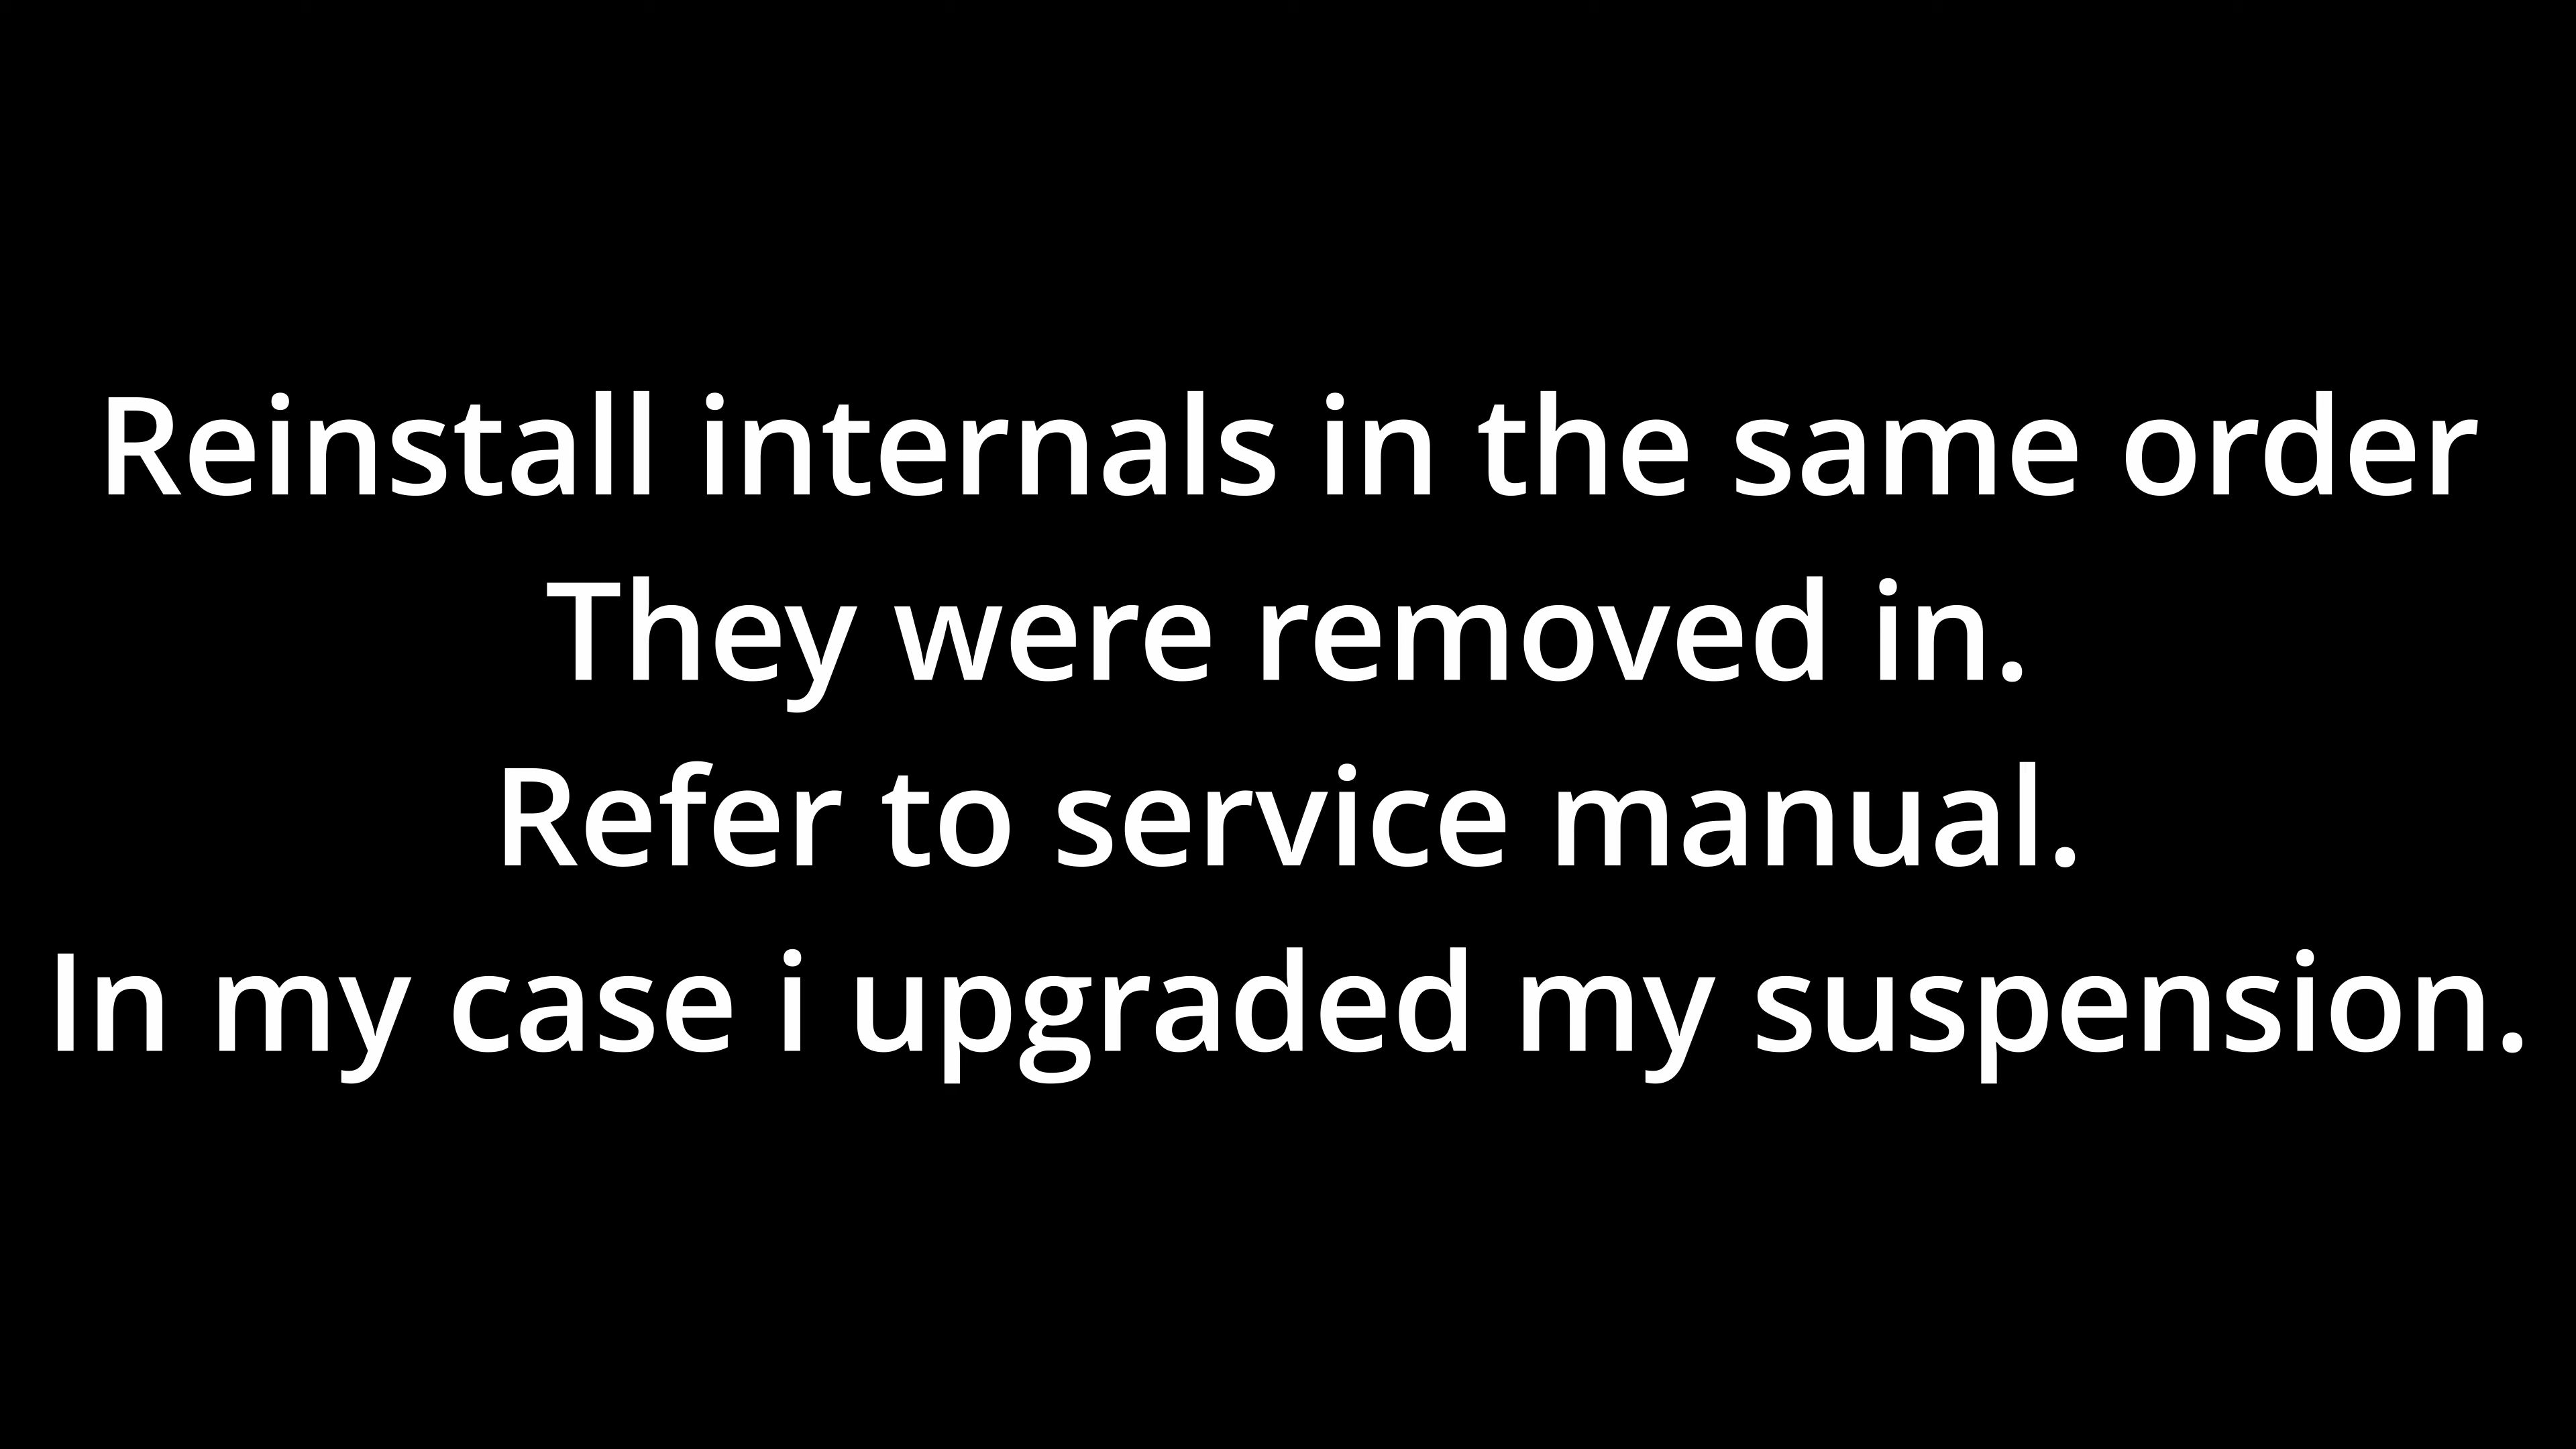 Reinstall internals in the same order
They were removed in.
Refer to service manual.
In my case i upgraded my suspension.